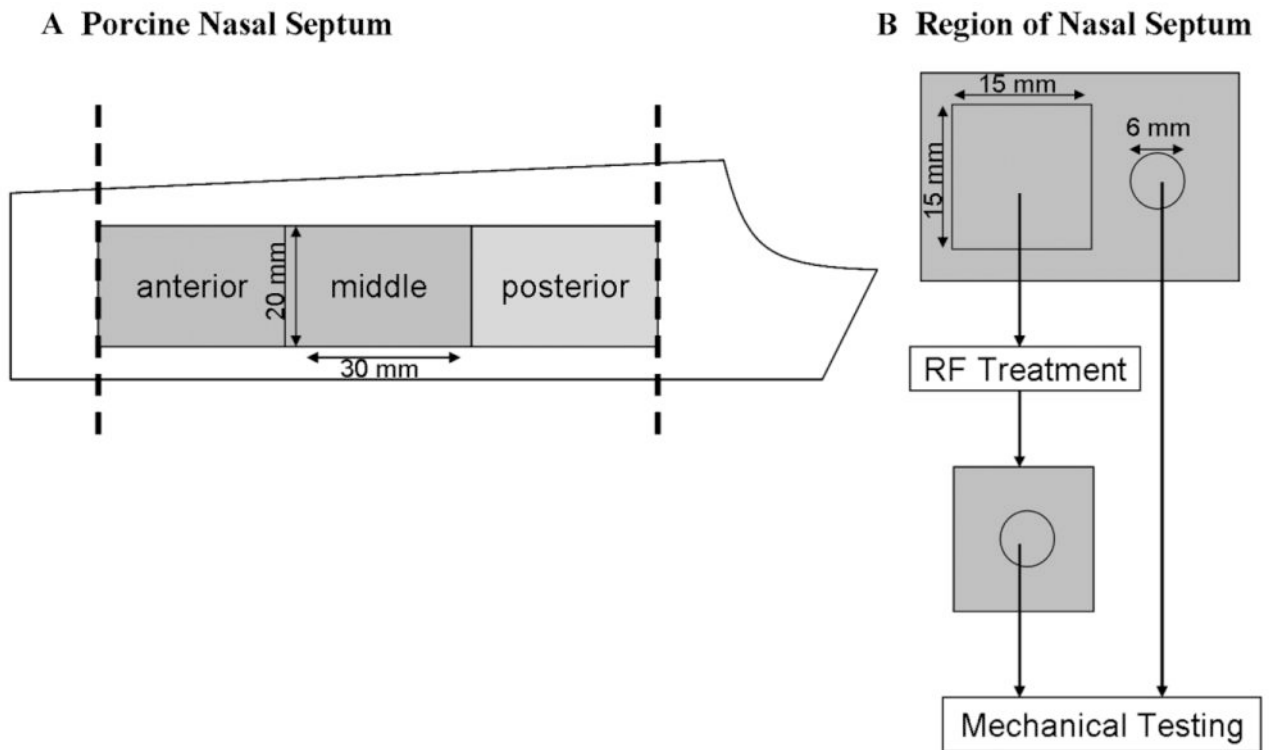 A Porcine Nasal Septum
anterior
20 mm
middle
posterior
30 mm
B Region of Nasal Septum
15 mm
15 mm
6 mm
RF Treatment
Mechanical Testing